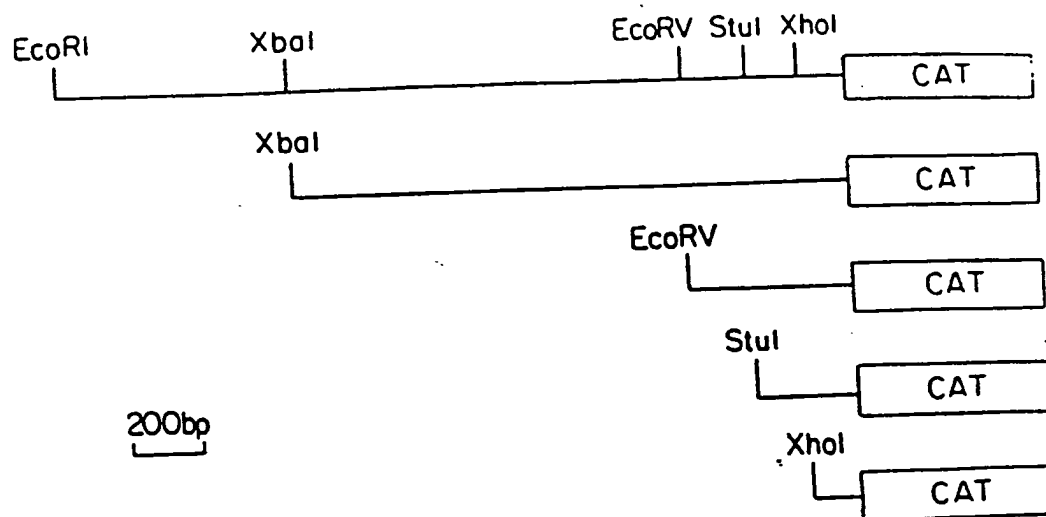 EcoRI XbaI EcoRV StuI XhoI
CAT
XbaI
CAT
EcoRV
CAT
StuI
CAT
200bp
XhoI
CAT